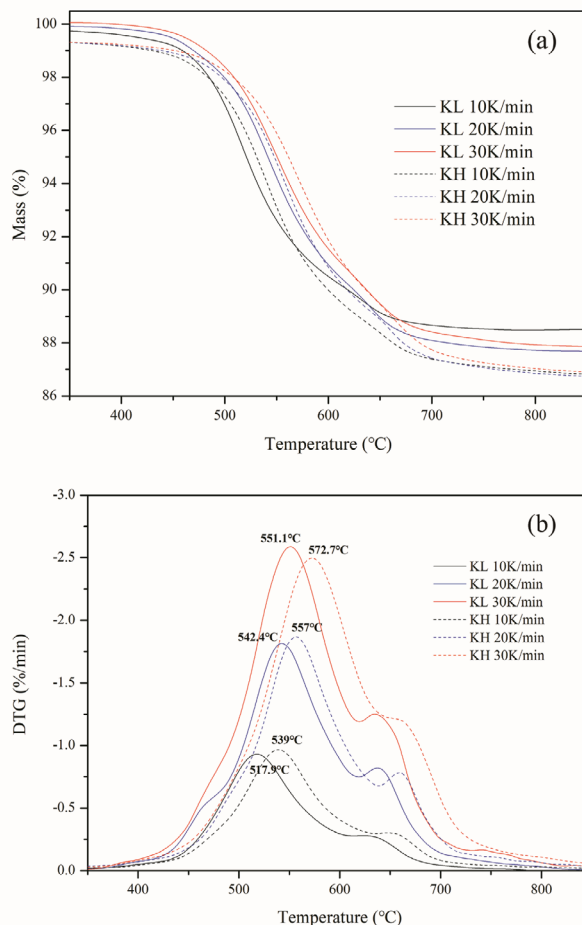 (a)
100
98
96
94
92
90
88
86
Mass (%)
KL 10K/min
KL 20K/min
KL 30K/min
KH 10K/min
KH 20K/min
KH 30K/min
400 500 600 700 800
Temperature (℃)
(b)
-3.0
-2.5
-2.0
-1.5
-1.0
-0.5
0.0
DTG (%/min)
551.1℃
572.7℃
542.4℃
557℃
539℃
517.9℃
KL 10K/min
KL 20K/min
KL 30K/min
KH 10K/min
KH 20K/min
KH 30K/min
400 500 600 700 800
Temperature (℃)